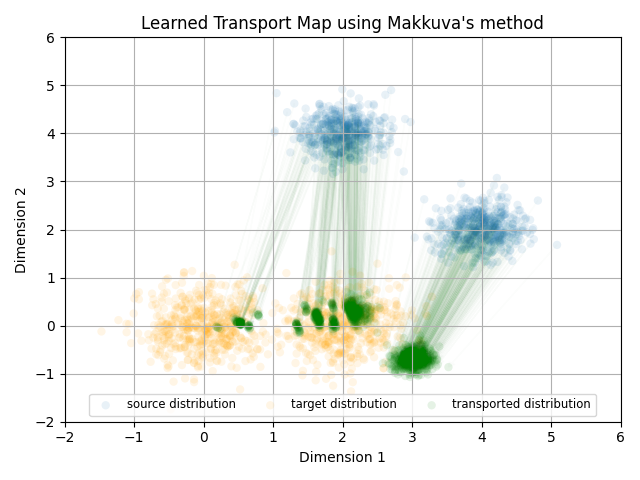 Learned Transport Map using Makkuva's method
6
5
4
3
2
1
0
−1
−2
Dimension 2
source distribution target distribution transported distribution
−2 −1 0 1 2 3 4 5 6
Dimension 1